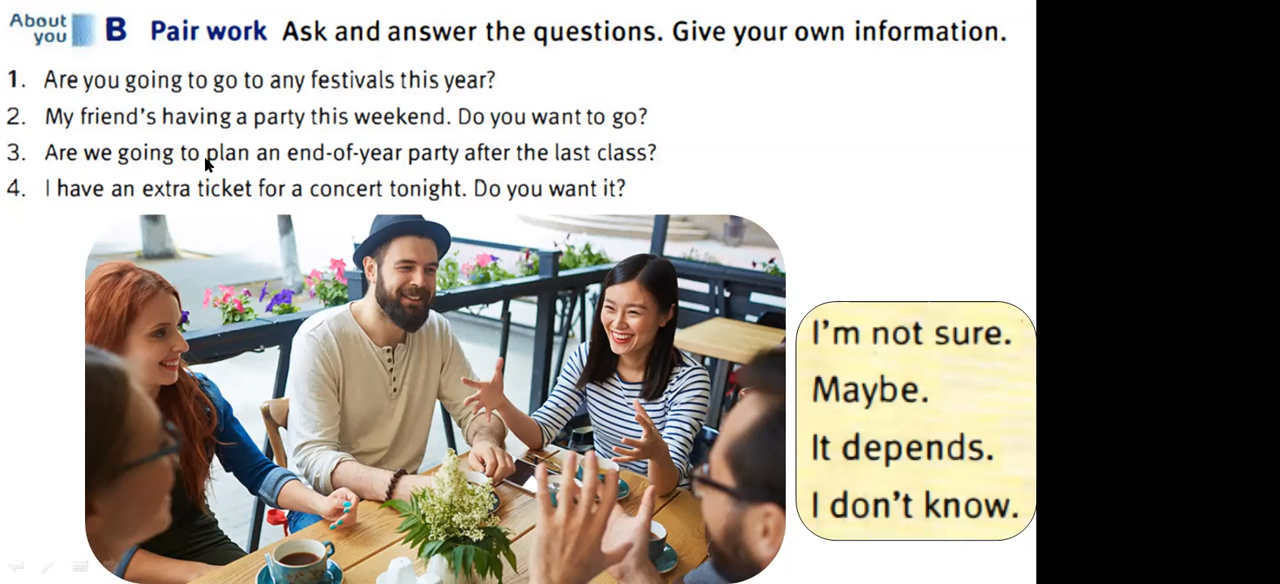 About you B Pair work Ask and answer the questions. Give your own information.
1. Are you going to go to any festivals this year?
2. My friend's having a party this weekend. Do you want to go?
3. Are we going to plan an end-of-year party after the last class?
4. I have an extra ticket for a concert tonight. Do you want it?
I'm not sure.
Maybe.
It depends.
I don't know.